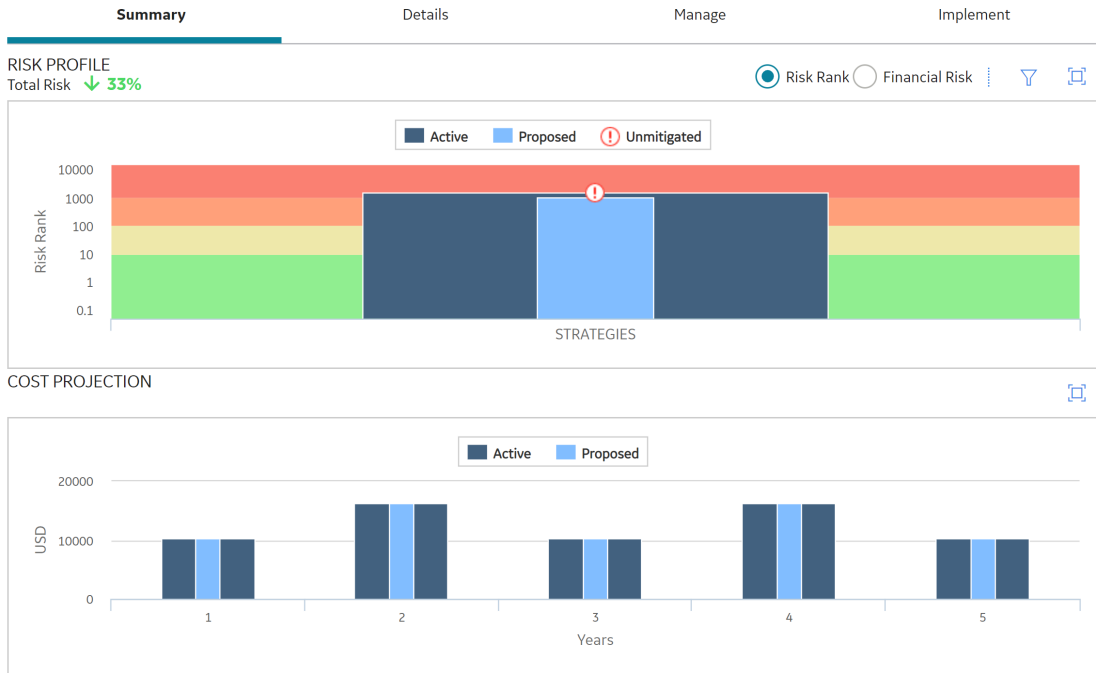 Summary Details Manage Implement
RISK PROFILE
Total Risk ↓ 33%
Risk Rank Financial Risk
Active Proposed Unmitigated
10000
1000
100
10
1
0.1
Risk Rank
STRATEGIES
COST PROJECTION
Active Proposed
20000
10000
0
USD
1 2 3 4 5
Years